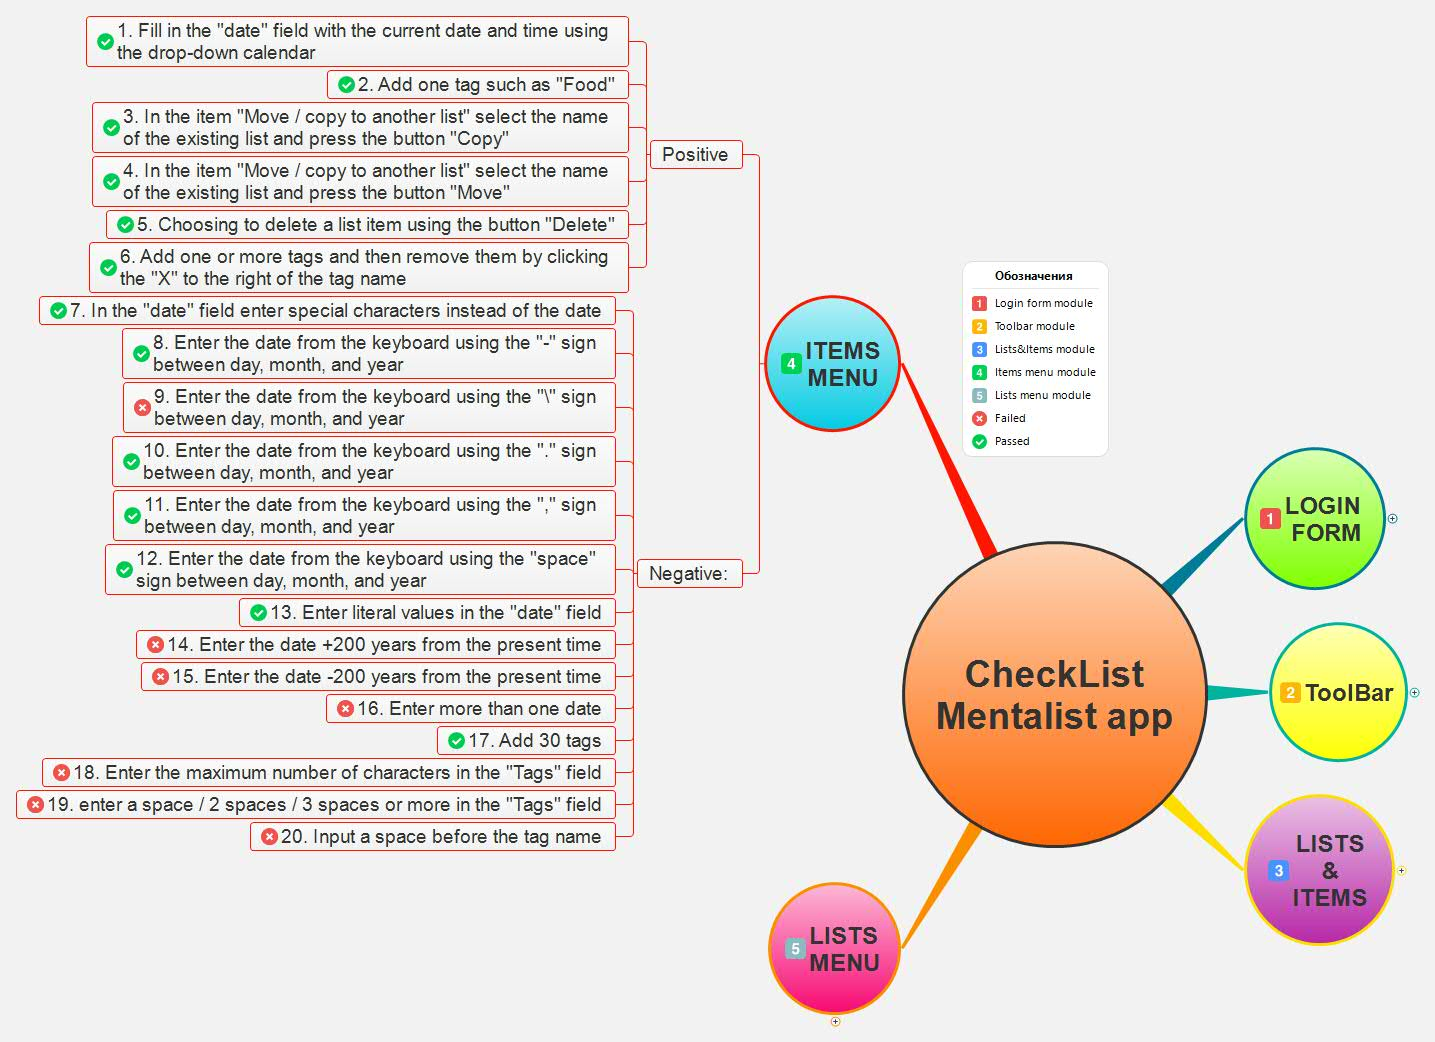 1. Fill in the "date" field with the current date and time using
the drop-down calendar
2. Add one tag such as "Food"
3. In the item "Move / copy to another list" select the name
of the existing list and press the button "Copy"
4. In the item "Move / copy to another list" select the name
of the existing list and press the button "Move"
5. Choosing to delete a list item using the button "Delete"
6. Add one or more tags and then remove them by clicking
the "X" to the right of the tag name
Positive
7. In the "date" field enter special characters instead of the date
8. Enter the date from the keyboard using the "-" sign
between day, month, and year
9. Enter the date from the keyboard using the "\" sign
between day, month, and year
10. Enter the date from the keyboard using the "." sign
between day, month, and year
11. Enter the date from the keyboard using the "," sign
between day, month, and year
12. Enter the date from the keyboard using the "space"
sign between day, month, and year
13. Enter literal values in the "date" field
14. Enter the date +200 years from the present time
15. Enter the date -200 years from the present time
16. Enter more than one date
17. Add 30 tags
18. Enter the maximum number of characters in the "Tags" field
19. enter a space / 2 spaces / 3 spaces or more in the "Tags" field
20. Input a space before the tag name
Negative:
4 ITEMS
MENU
Обозначения
1 Login form module
2 Toolbar module
3 Lists&Items module
4 Items menu module
5 Lists menu module
Failed
Passed
1 LOGIN
FORM
CheckList
Mentalist app
2 ToolBar
3 LISTS
&
ITEMS
5 LISTS
MENU